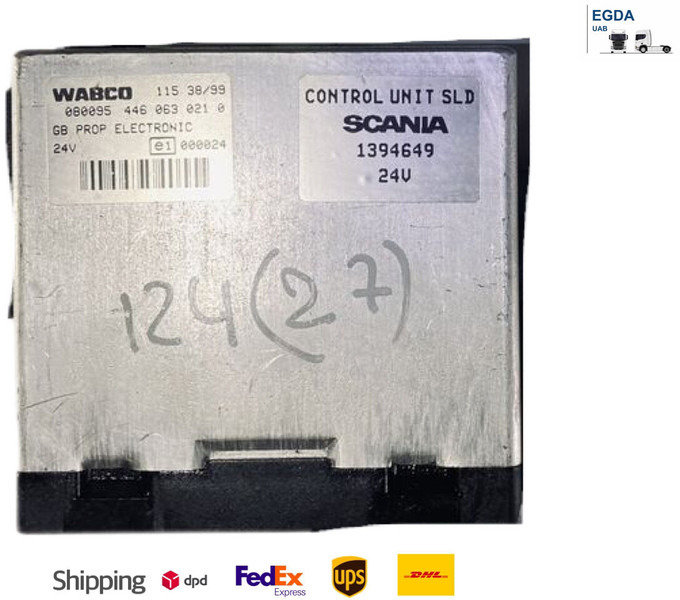 EGDA
UAB
WABCO 115 38/99
080095 446 063 021 0
GB PROP ELECTRONIC
24V e1 000024
CONTROL UNIT SLD
SCANIA
1394649
24V
124 (27)
Shipping dpd FedEx Express ups DHL